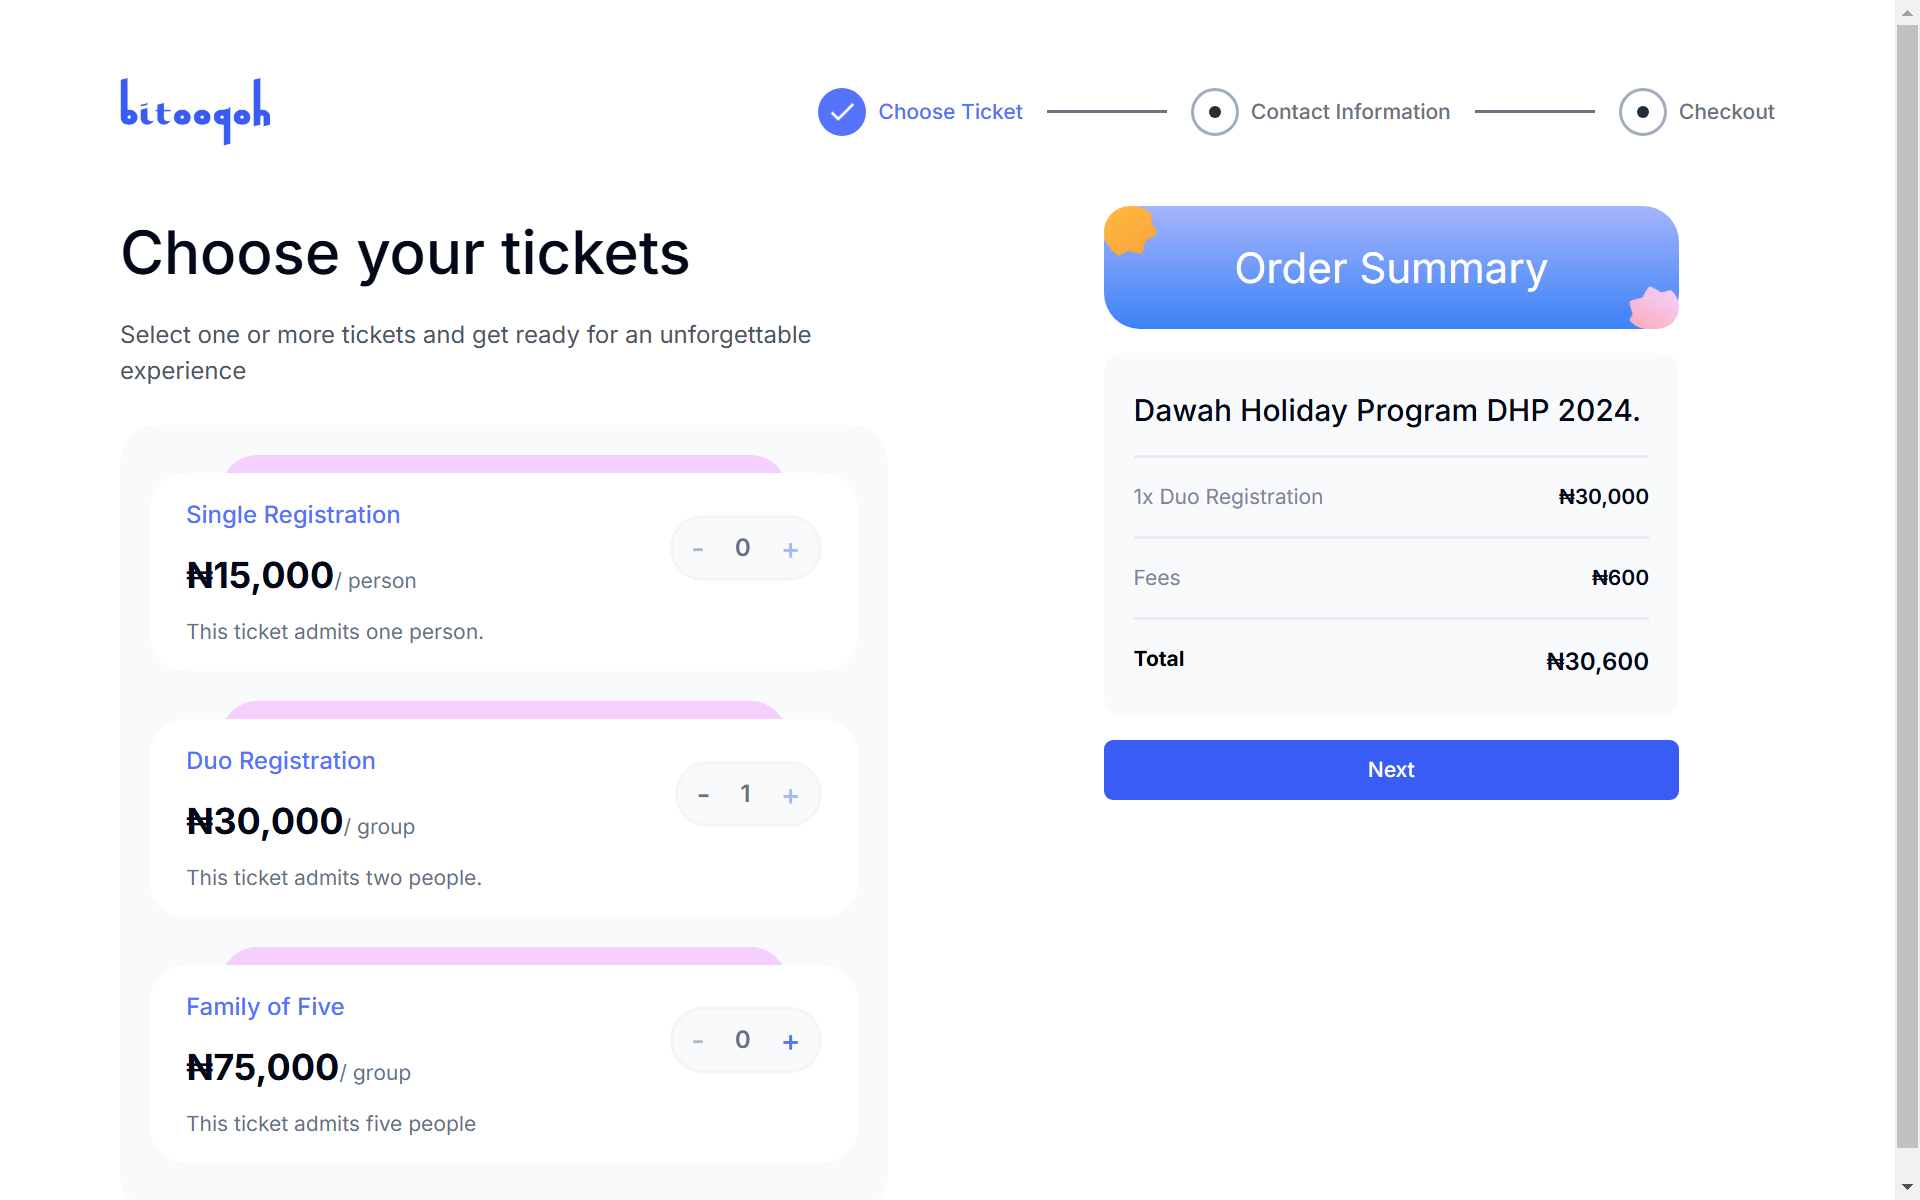 bitooqoh
Choose Ticket
Contact Information
Checkout
Choose your tickets
Select one or more tickets and get ready for an unforgettable
experience
Single Registration
₦15,000/ person
This ticket admits one person.
- 0 +
Duo Registration
₦30,000/ group
This ticket admits two people.
- 1 +
Family of Five
₦75,000/ group
This ticket admits five people
- 0 +
Order Summary
Dawah Holiday Program DHP 2024.
1x Duo Registration ₦30,000
Fees ₦600
Total ₦30,600
Next